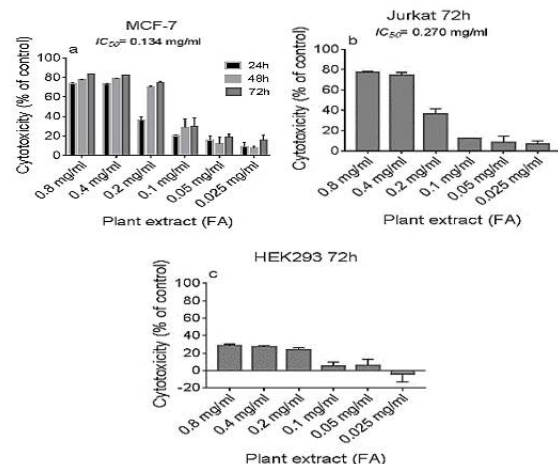 MCF-7
IC50= 0.134 mg/ml
a
24h
48h
72h
Cytotoxicity (% of control)
100
80
60
40
20
0
0.8 mg/ml
0.4 mg/ml
0.2 mg/ml
0.1 mg/ml
0.05 mg/ml
0.025 mg/ml
Plant extract (FA)
Jurkat 72h
IC50= 0.270 mg/ml
b
Cytotoxicity (% of control)
100
80
60
40
20
0
0.8 mg/ml
0.4 mg/ml
0.2 mg/ml
0.1 mg/ml
0.05 mg/ml
0.025 mg/ml
Plant extract (FA)
HEK293 72h
c
Cytotoxicity (% of control)
100
80
60
40
20
0
-20
0.8 mg/ml
0.4 mg/ml
0.2 mg/ml
0.1 mg/ml
0.05 mg/ml
0.025 mg/ml
Plant extract (FA)